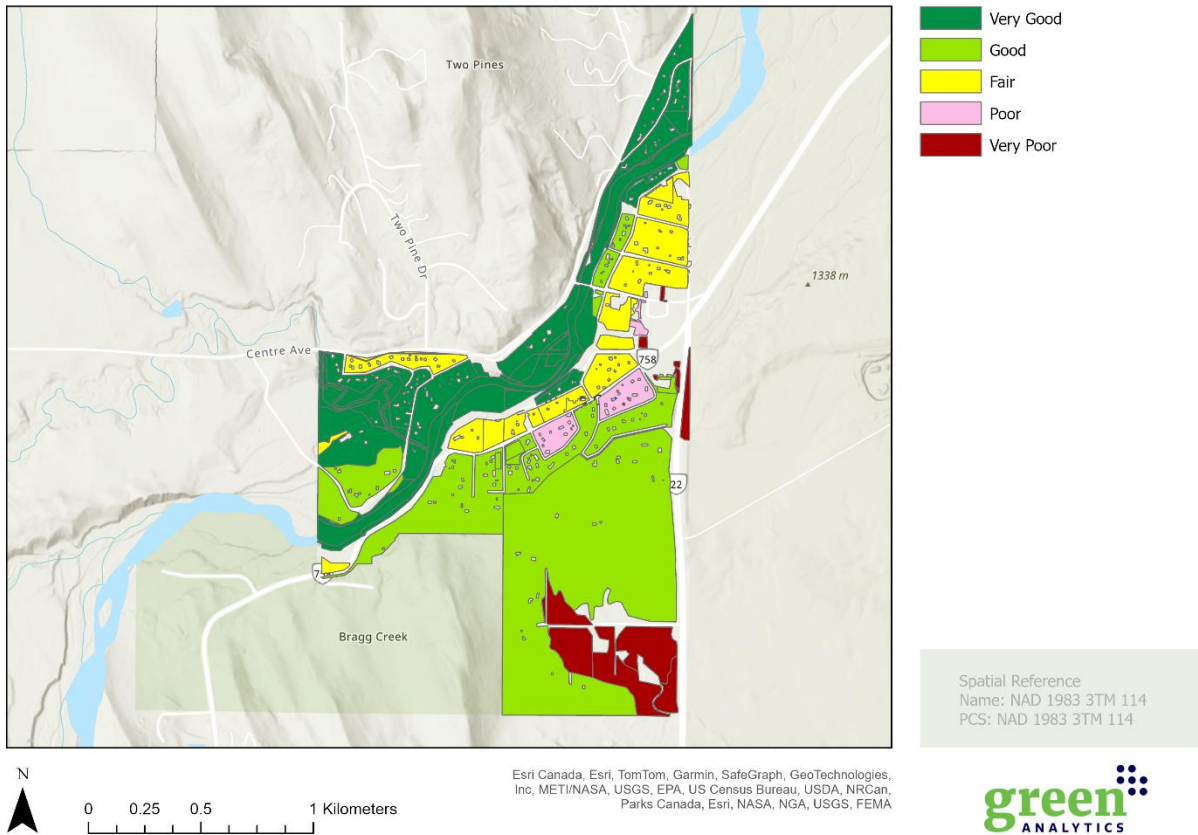 Very Good
Good
Fair
Poor
Very Poor
Two Pines
Two Pine Dr
1338 m
Centre Ave
758
22
Bragg Creek
Spatial Reference
Name: NAD 1983 3TM 114
PCS: NAD 1983 3TM 114
N
0 0.25 0.5 1 Kilometers
Esri Canada, Esri, TomTom, Garmin, SafeGraph, GeoTechnologies,
Inc, METI/NASA, USGS, EPA, US Census Bureau, USDA, NRCan,
Parks Canada, Esri, NASA, NGA, USGS, FEMA
green
ANALYTICS